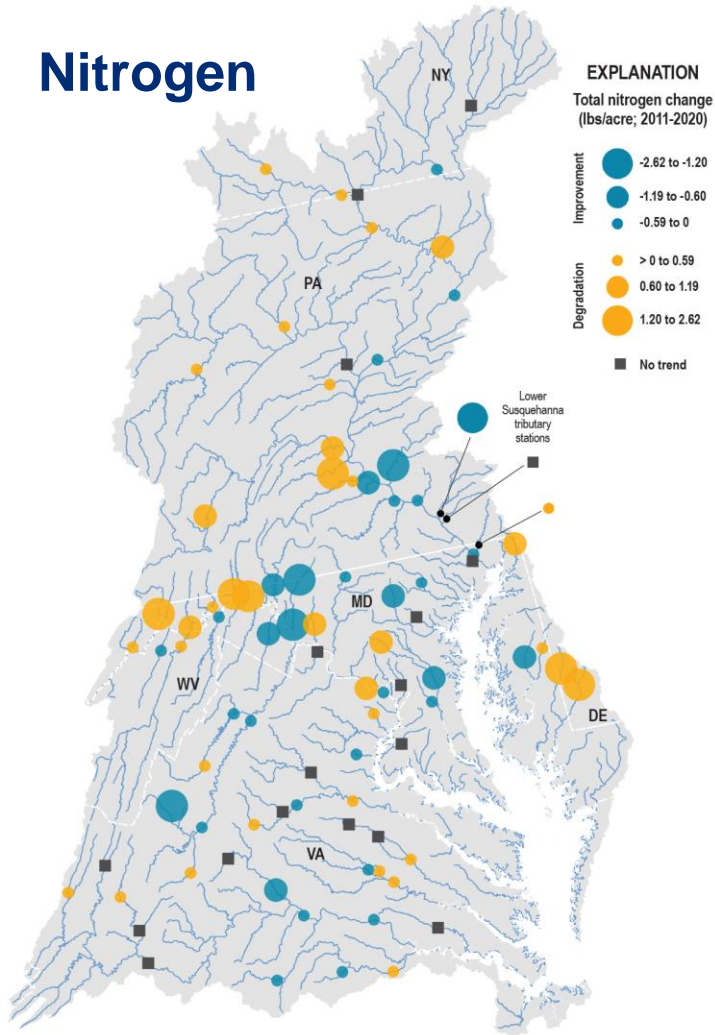 Nitrogen
NY
EXPLANATION
Total nitrogen change
(lbs/acre; 2011-2020)
Improvement
-2.62 to -1.20
-1.19 to -0.60
-0.59 to 0
Degradation
> 0 to 0.59
0.60 to 1.19
1.20 to 2.62
No trend
PA
Lower
Susquehanna
tributary
stations
MD
WV
DE
VA